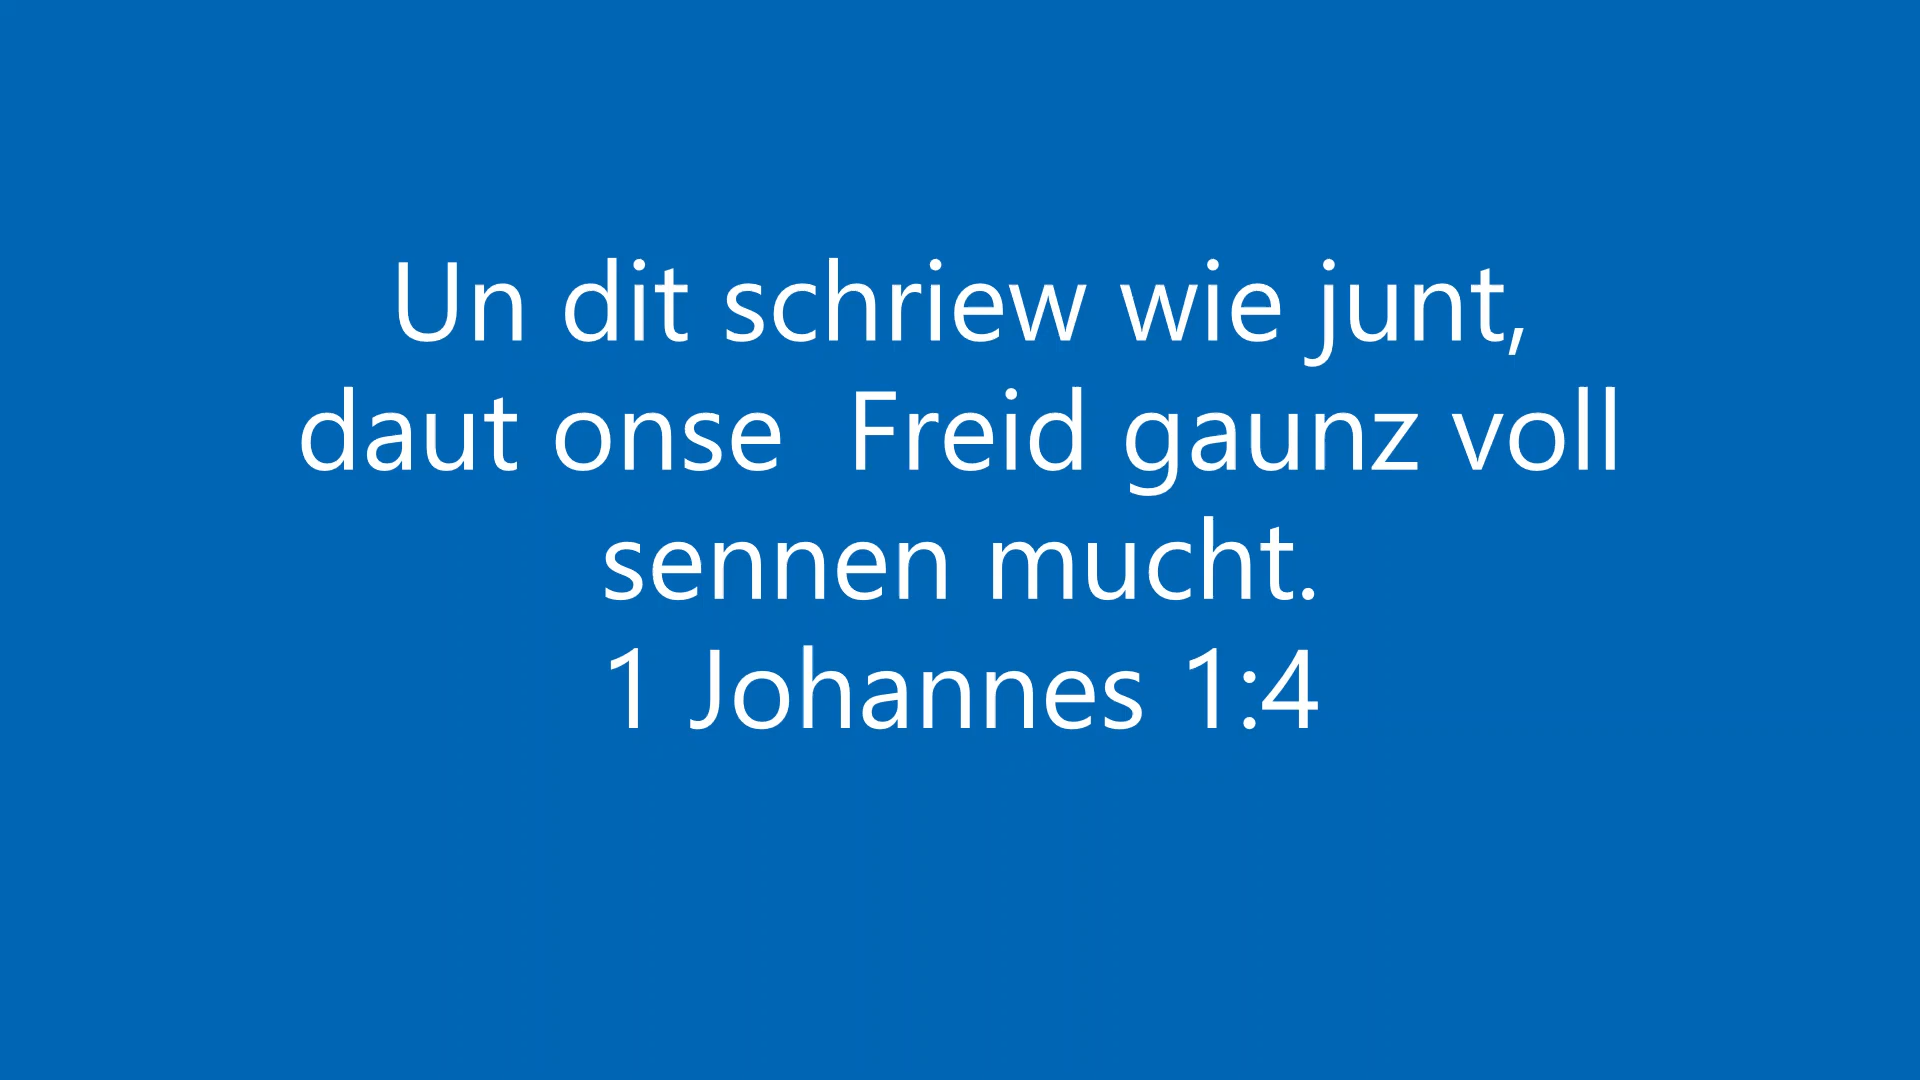 Un dit schriew wie junt,
daut onse  Freid gaunz voll
sennen mucht.
1 Johannes 1:4